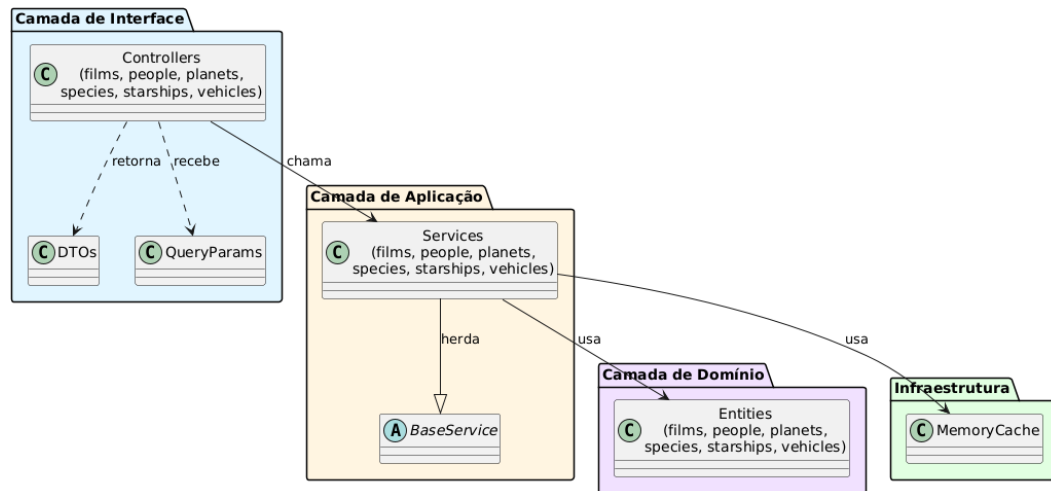 Camada de Interface
C
Controllers
(films, people, planets,
species, starships, vehicles)
retorna
recebe
chama
C DTOs
C QueryParams
Camada de Aplicação
C
Services
(films, people, planets,
species, starships, vehicles)
herda
usa
usa
A BaseService
Camada de Domínio
C
Entities
(films, people, planets,
species, starships, vehicles)
Infraestrutura
C MemoryCache